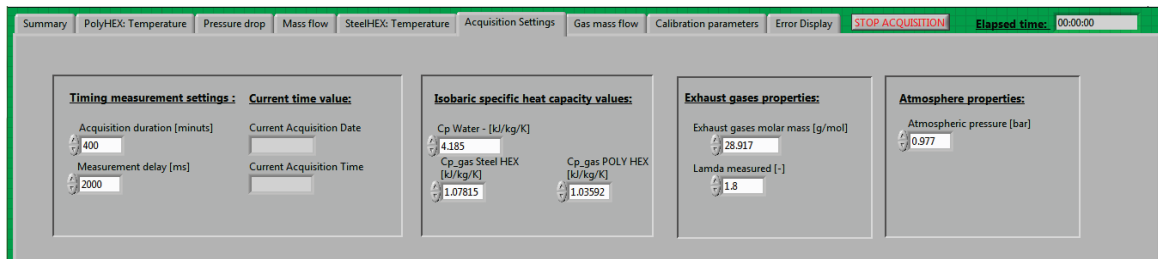 Summary PolyHEX: Temperature Pressure drop Mass flow SteelHEX: Temperature Acquisition Settings Gas mass flow Calibration parameters Error Display STOP ACQUISITION Elapsed time: 00:00:00
Timing measurement settings : Current time value:
Acquisition duration [minuts] Current Acquisition Date
400
Measurement delay [ms] Current Acquisition Time
2000
Isobaric specific heat capacity values:
Cp Water - [kJ/kg/K]
4.185
Cp_gas Steel HEX
[kJ/kg/K]
1.07815
Cp_gas POLY HEX
[kJ/kg/K]
1.03592
Exhaust gases properties:
Exhaust gases molar mass [g/mol]
28.917
Lamda measured [-]
1.8
Atmosphere properties:
Atmospheric pressure [bar]
0.977